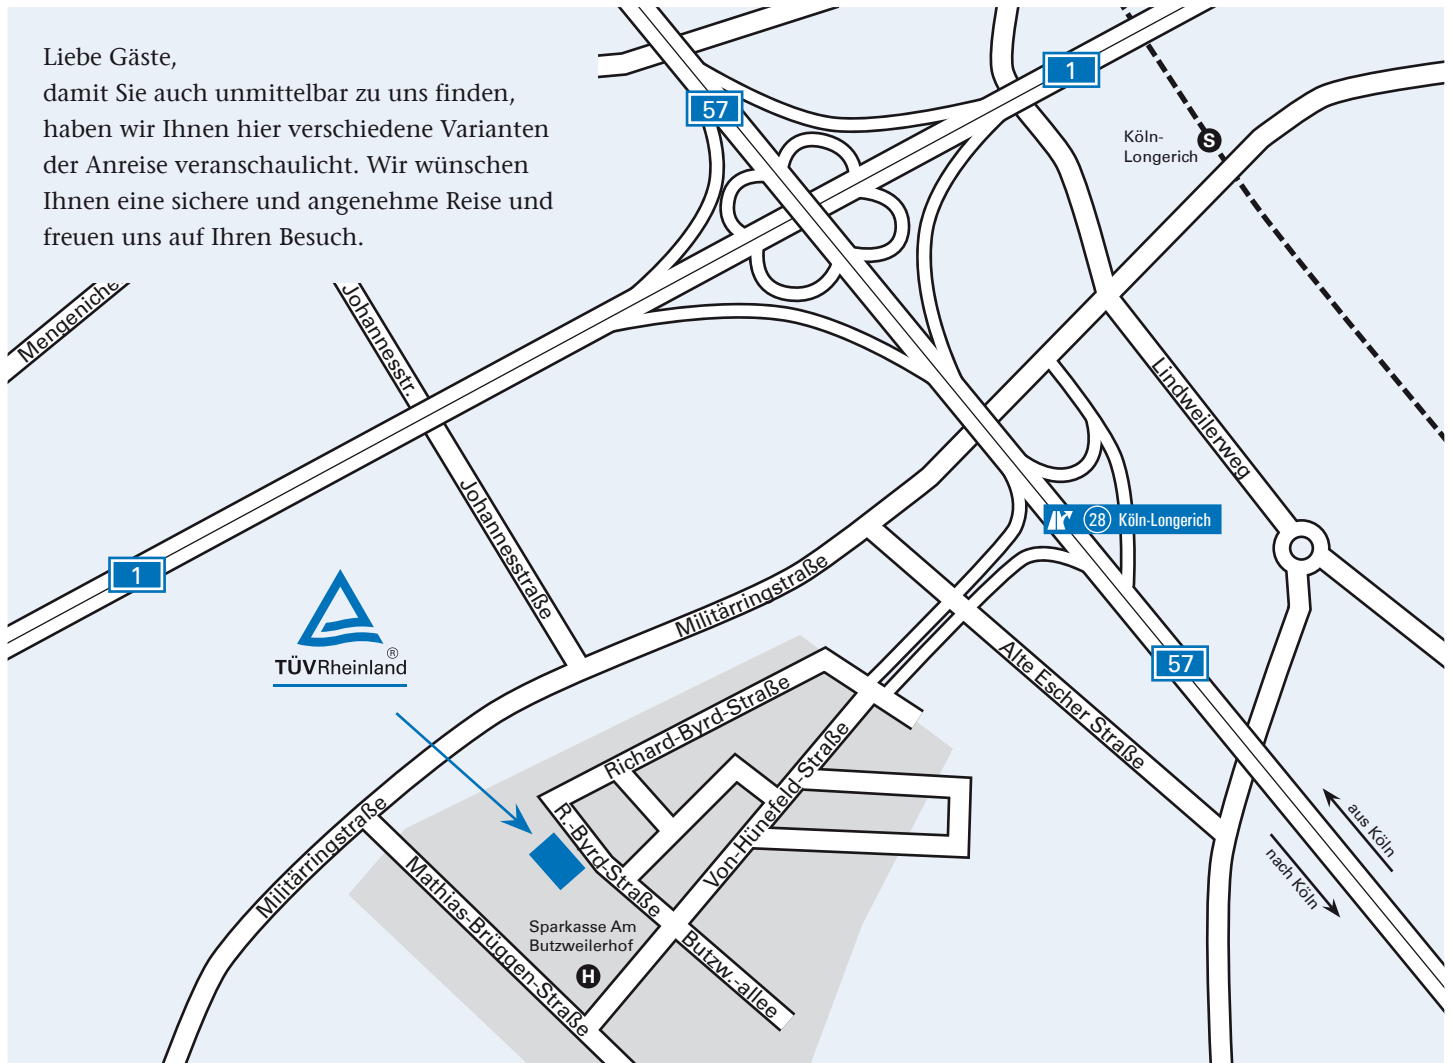 Liebe Gäste,
damit Sie auch unmittelbar zu uns finden,
haben wir Ihnen hier verschiedene Varianten
der Anreise veranschaulicht. Wir wünschen
Ihnen eine sichere und angenehme Reise und
freuen uns auf Ihren Besuch.
1
57
Köln-
Longerich
S
Mengeniche
Johannesstr.
Lindweilerweg
Johannesstraße
28 Köln-Longerich
1
Militärringstraße
TÜVRheinland
®
57
Alte Escher Straße
Richard-Byrd-Straße
Von-Hünefeld-Straße
R.-Byrd-Straße
Militärringstraße
Mathias-Brüggen-Straße
aus Köln
nach Köln
Sparkasse Am
Butzweilerhof
H
Butzw.-allee